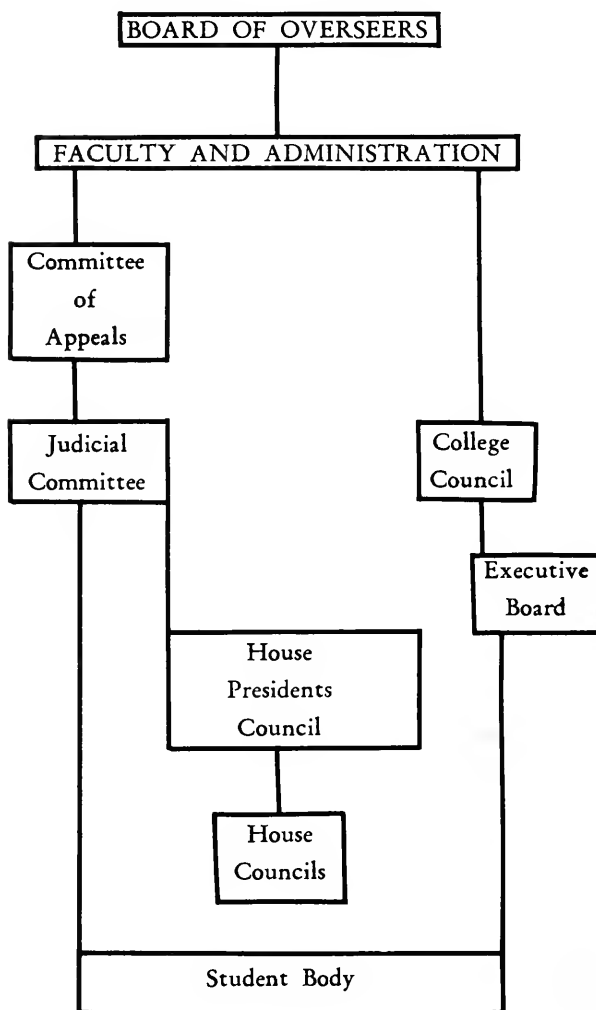 BOARD OF OVERSEERS
FACULTY AND ADMINISTRATION
Committee
of
Appeals
Judicial
Committee
College
Council
Executive
Board
House
Presidents
Council
House
Councils
Student Body